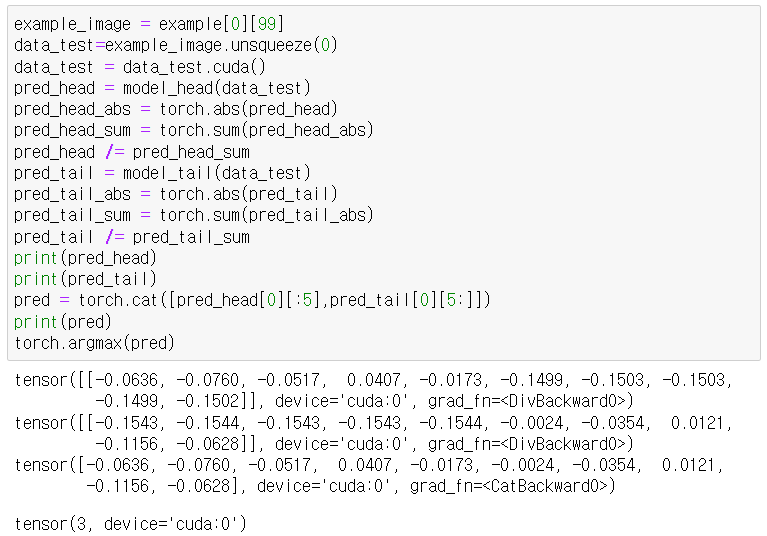 example_image = example[0][99]
data_test=example_image.unsqueeze(0)
data_test = data_test.cuda()
pred_head = model_head(data_test)
pred_head_abs = torch.abs(pred_head)
pred_head_sum = torch.sum(pred_head_abs)
pred_head /= pred_head_sum
pred_tail = model_tail(data_test)
pred_tail_abs = torch.abs(pred_tail)
pred_tail_sum = torch.sum(pred_tail_abs)
pred_tail /= pred_tail_sum
print(pred_head)
print(pred_tail)
pred = torch.cat([pred_head[0][:5],pred_tail[0][5:]])
print(pred)
torch.argmax(pred)
tensor([[-0.0636, -0.0760, -0.0517,  0.0407, -0.0173, -0.1499, -0.1503, -0.1503,
-0.1499, -0.1502]], device='cuda:0', grad_fn=<DivBackward0>)
tensor([[-0.1543, -0.1544, -0.1543, -0.1543, -0.1544, -0.0024, -0.0354,  0.0121,
-0.1156, -0.0628]], device='cuda:0', grad_fn=<DivBackward0>)
tensor([-0.0636, -0.0760, -0.0517,  0.0407, -0.0173, -0.0024, -0.0354,  0.0121,
-0.1156, -0.0628], device='cuda:0', grad_fn=<CatBackward0>)
tensor(3, device='cuda:0')